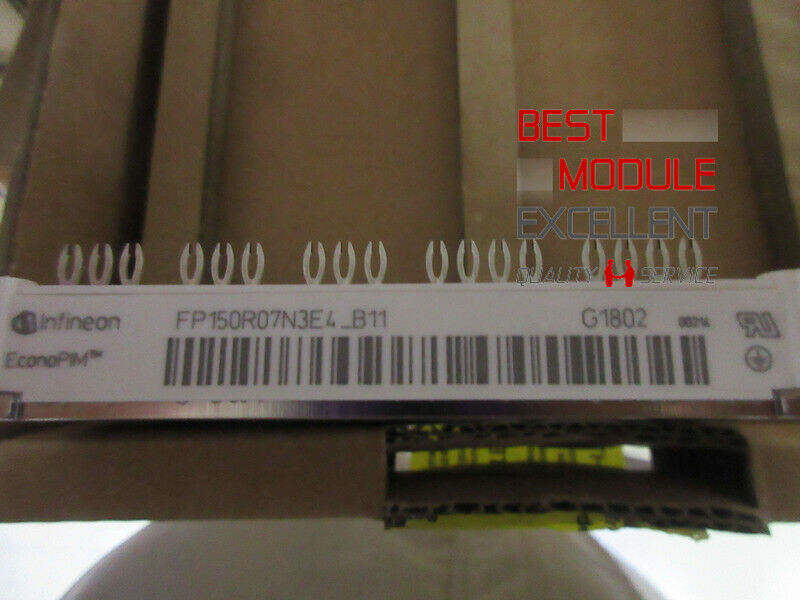 BEST
MODULE
EXCELLENT
QUALITY SERVICE
infineon FP150R07N3E4_B11 G1802
EconoPIM™